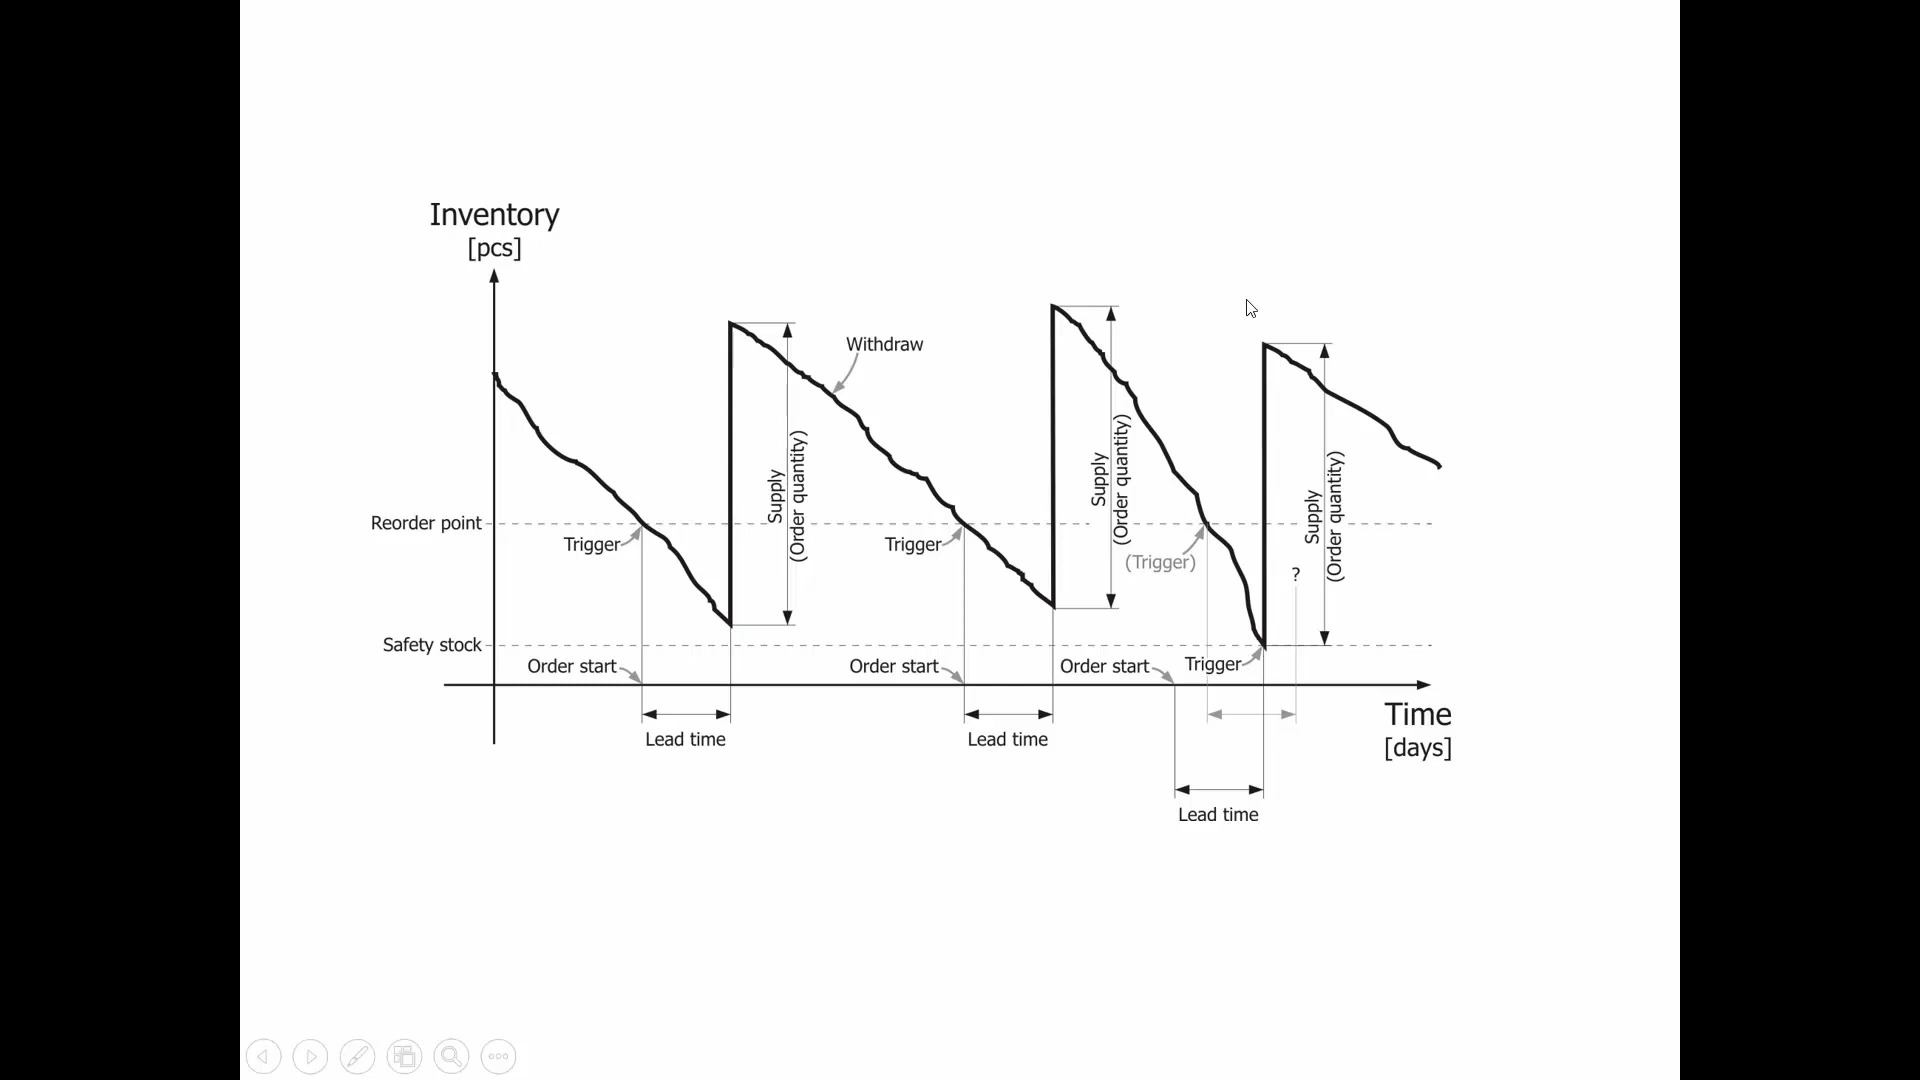 Inventory
[pcs]
Withdraw
Supply
(Order quantity)
Supply
(Order quantity)
Supply
(Order quantity)
Reorder point
Trigger
Trigger
(Trigger)
?
Safety stock
Order start
Order start
Order start
Trigger
Time
[days]
Lead time
Lead time
Lead time